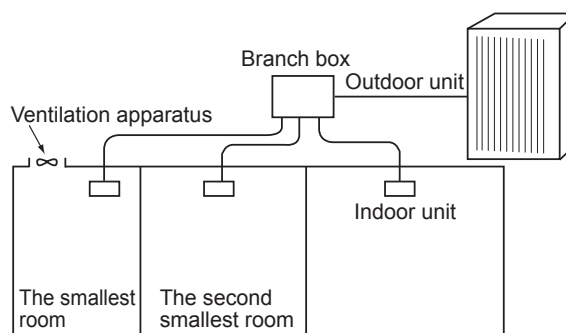 Branch box
Outdoor unit
Ventilation apparatus
Indoor unit
The smallest
room
The second
smallest room